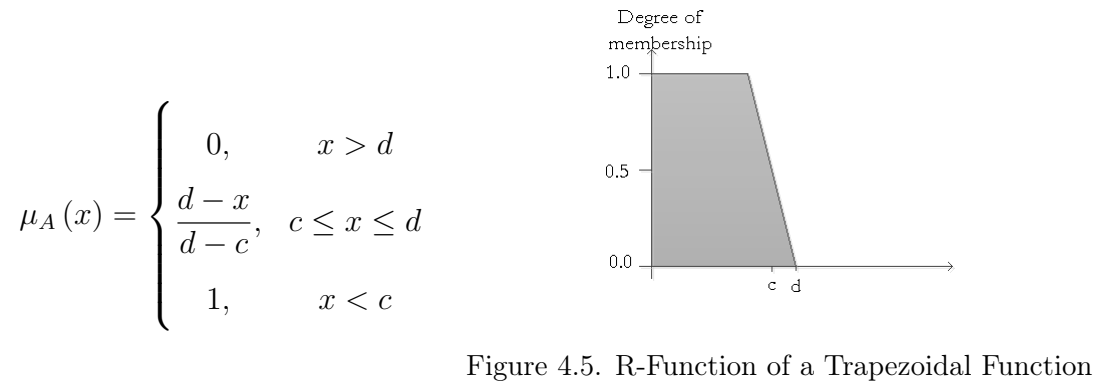 μ_A (x) = { 0, x > d
(d − x)/(d − c), c ≤ x ≤ d
1, x < c
Degree of
membership
1.0
0.5
0.0
c d
Figure 4.5. R-Function of a Trapezoidal Function